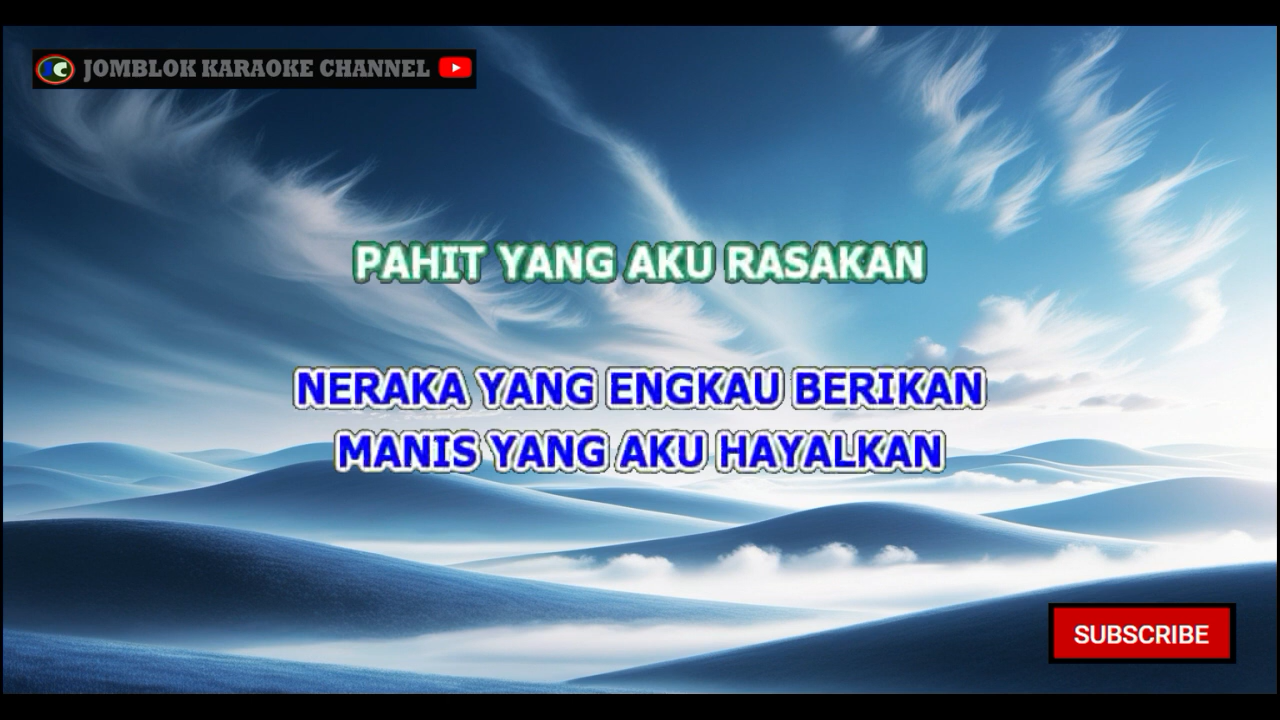 JOMBLOK KARAOKE CHANNEL
PAHIT YANG AKU RASAKAN
NERAKA YANG ENGKAU BERIKAN
MANIS YANG AKU HAYALKAN
SUBSCRIBE